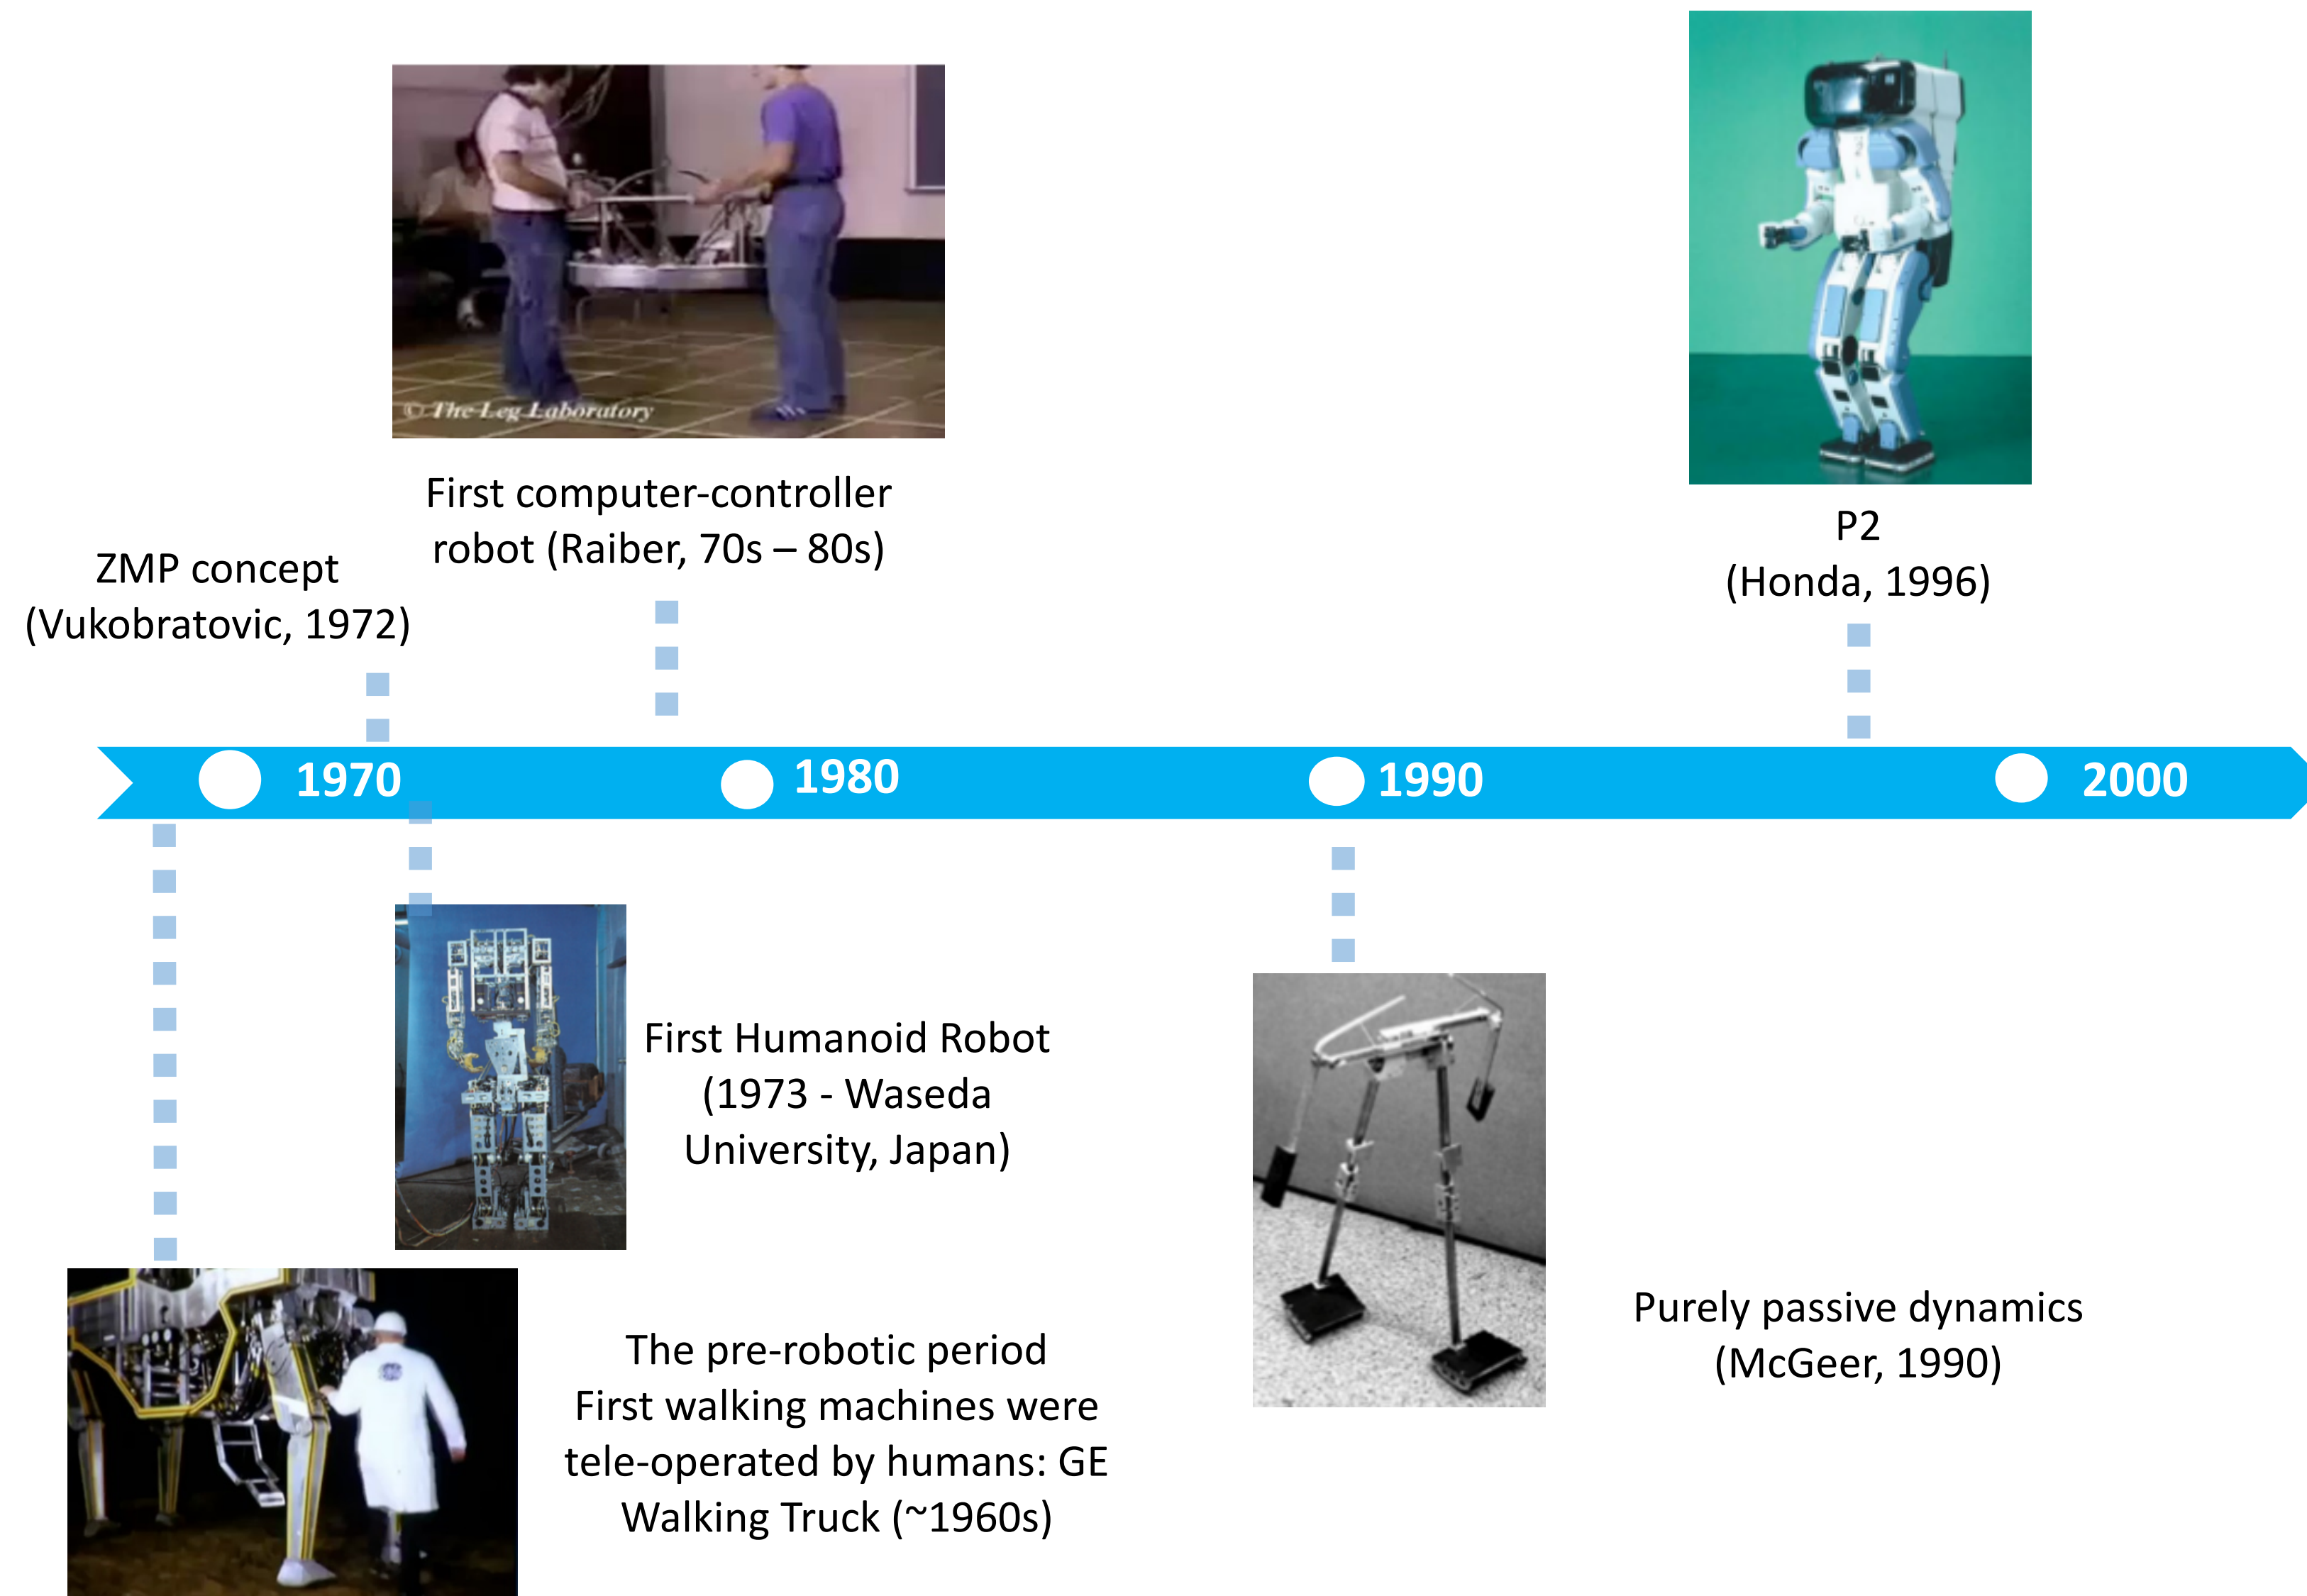 © The Leg Laboratory
First computer-controller
robot (Raiber, 70s – 80s)
ZMP concept
(Vukobratovic, 1972)
P2
(Honda, 1996)
1970
1980
1990
2000
First Humanoid Robot
(1973 - Waseda
University, Japan)
The pre-robotic period
First walking machines were
tele-operated by humans: GE
Walking Truck (~1960s)
Purely passive dynamics
(McGeer, 1990)